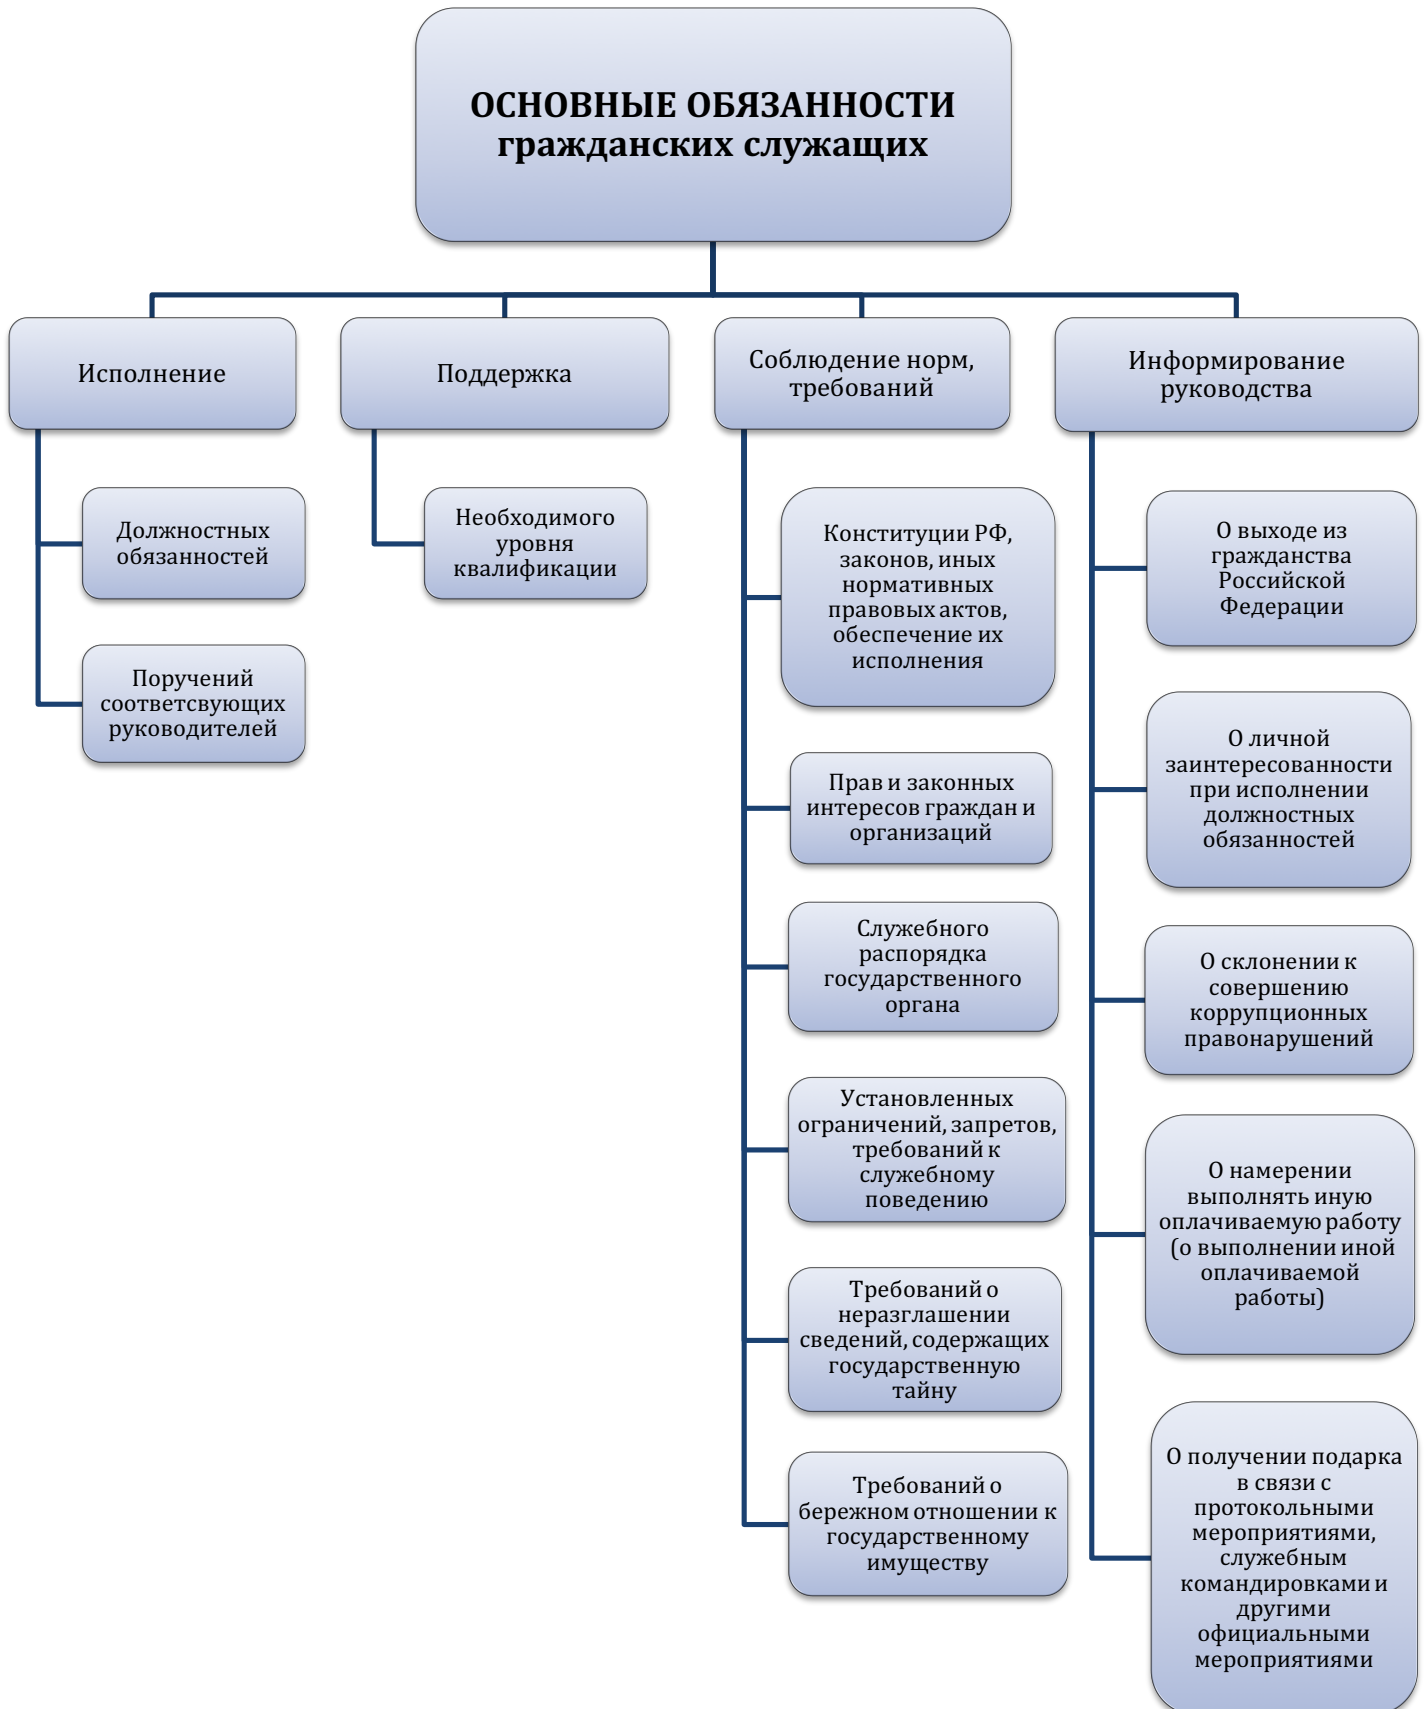 ОСНОВНЫЕ ОБЯЗАННОСТИ
гражданских служащих
Исполнение
Должностных
обязанностей
Поручений
соответсвующих
руководителей
Поддержка
Необходимого
уровня
квалификации
Соблюдение норм,
требований
Конституции РФ,
законов, иных
нормативных
правовых актов,
обеспечение их
исполнения
Прав и законных
интересов граждан и
организаций
Служебного
распорядка
государственного
органа
Установленных
ограничений, запретов,
требований к
служебному
поведению
Требований о
неразглашении
сведений, содержащих
государственную
тайну
Требований о
бережном отношении к
государственному
имуществу
Информирование
руководства
О выходе из
гражданства
Российской
Федерации
О личной
заинтересованности
при исполнении
должностных
обязанностей
О склонении к
совершению
коррупционных
правонарушений
О намерении
выполнять иную
оплачиваемую работу
(о выполнении иной
оплачиваемой
работы)
О получении подарка
в связи с
протокольными
мероприятиями,
служебным
командировками и
другими
официальными
мероприятиями